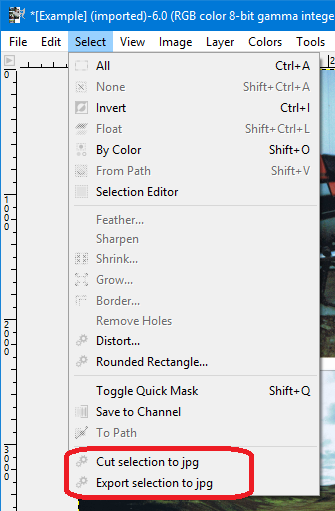 *[Example] (imported)-6.0 (RGB color 8-bit gamma intege
File Edit Select View Image Layer Colors Tools
All Ctrl+A
None Shift+Ctrl+A
Invert Ctrl+I
Float Shift+Ctrl+L
By Color Shift+O
From Path Shift+V
Selection Editor
Feather...
Sharpen
Shrink...
Grow...
Border...
Remove Holes
Distort...
Rounded Rectangle...
Toggle Quick Mask Shift+Q
Save to Channel
To Path
Cut selection to jpg
Export selection to jpg
0
1000
2000
3000